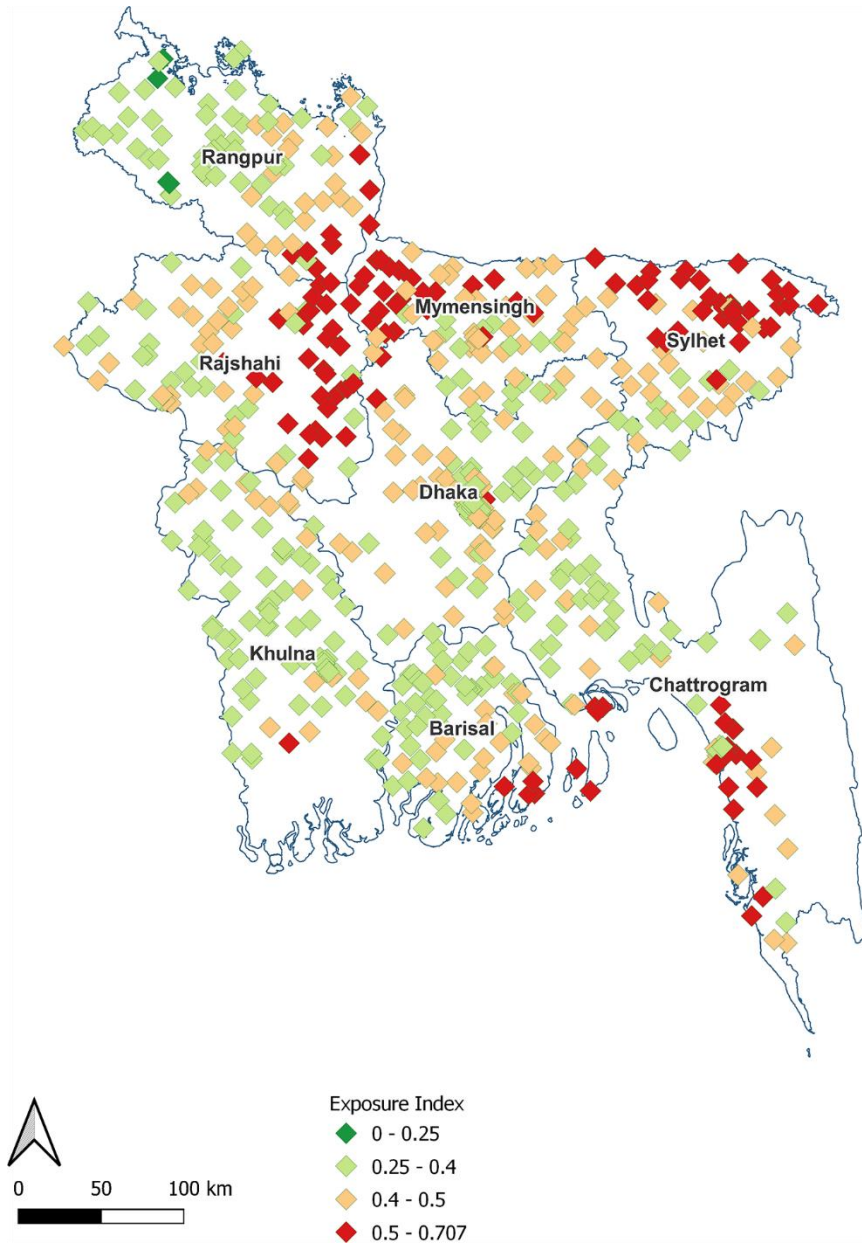 Rangpur
Mymensingh
Sylhet
Rajshahi
Dhaka
Khulna
Chattrogram
Barisal
Exposure Index
0 - 0.25
0.25 - 0.4
0.4 - 0.5
0.5 - 0.707
0 50 100 km